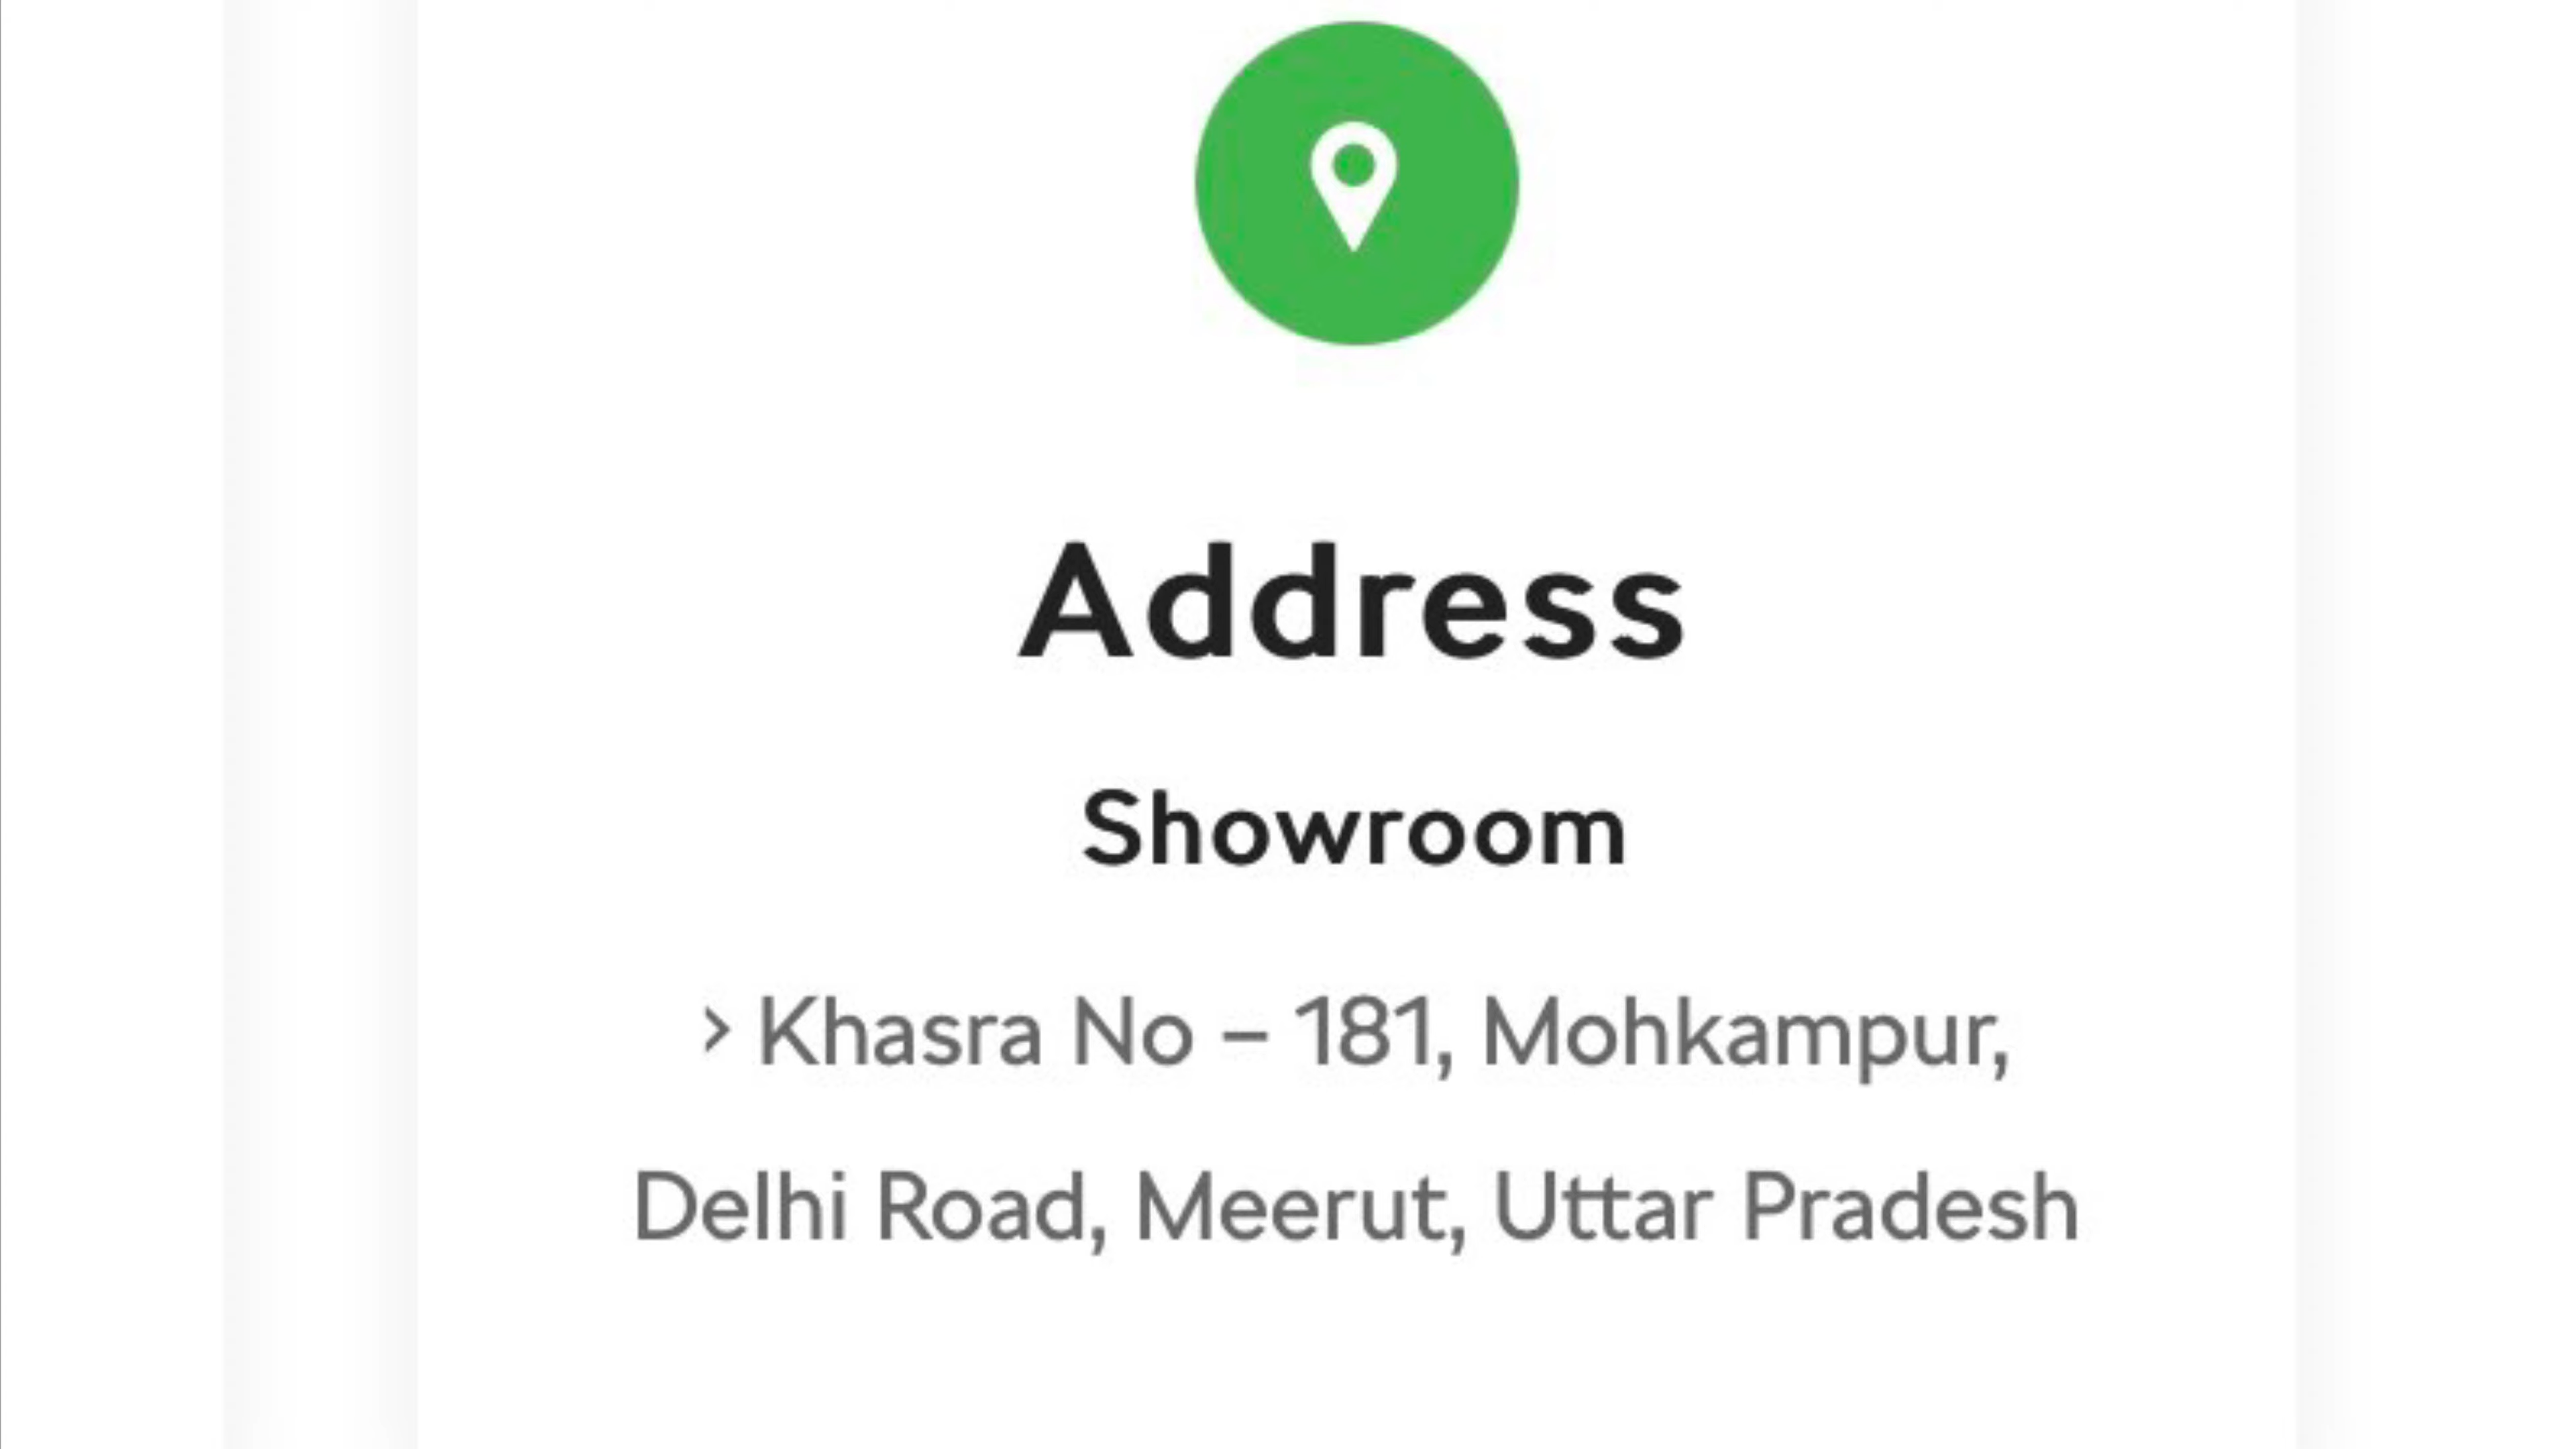 Address
Showroom
› Khasra No – 181, Mohkampur,
Delhi Road, Meerut, Uttar Pradesh